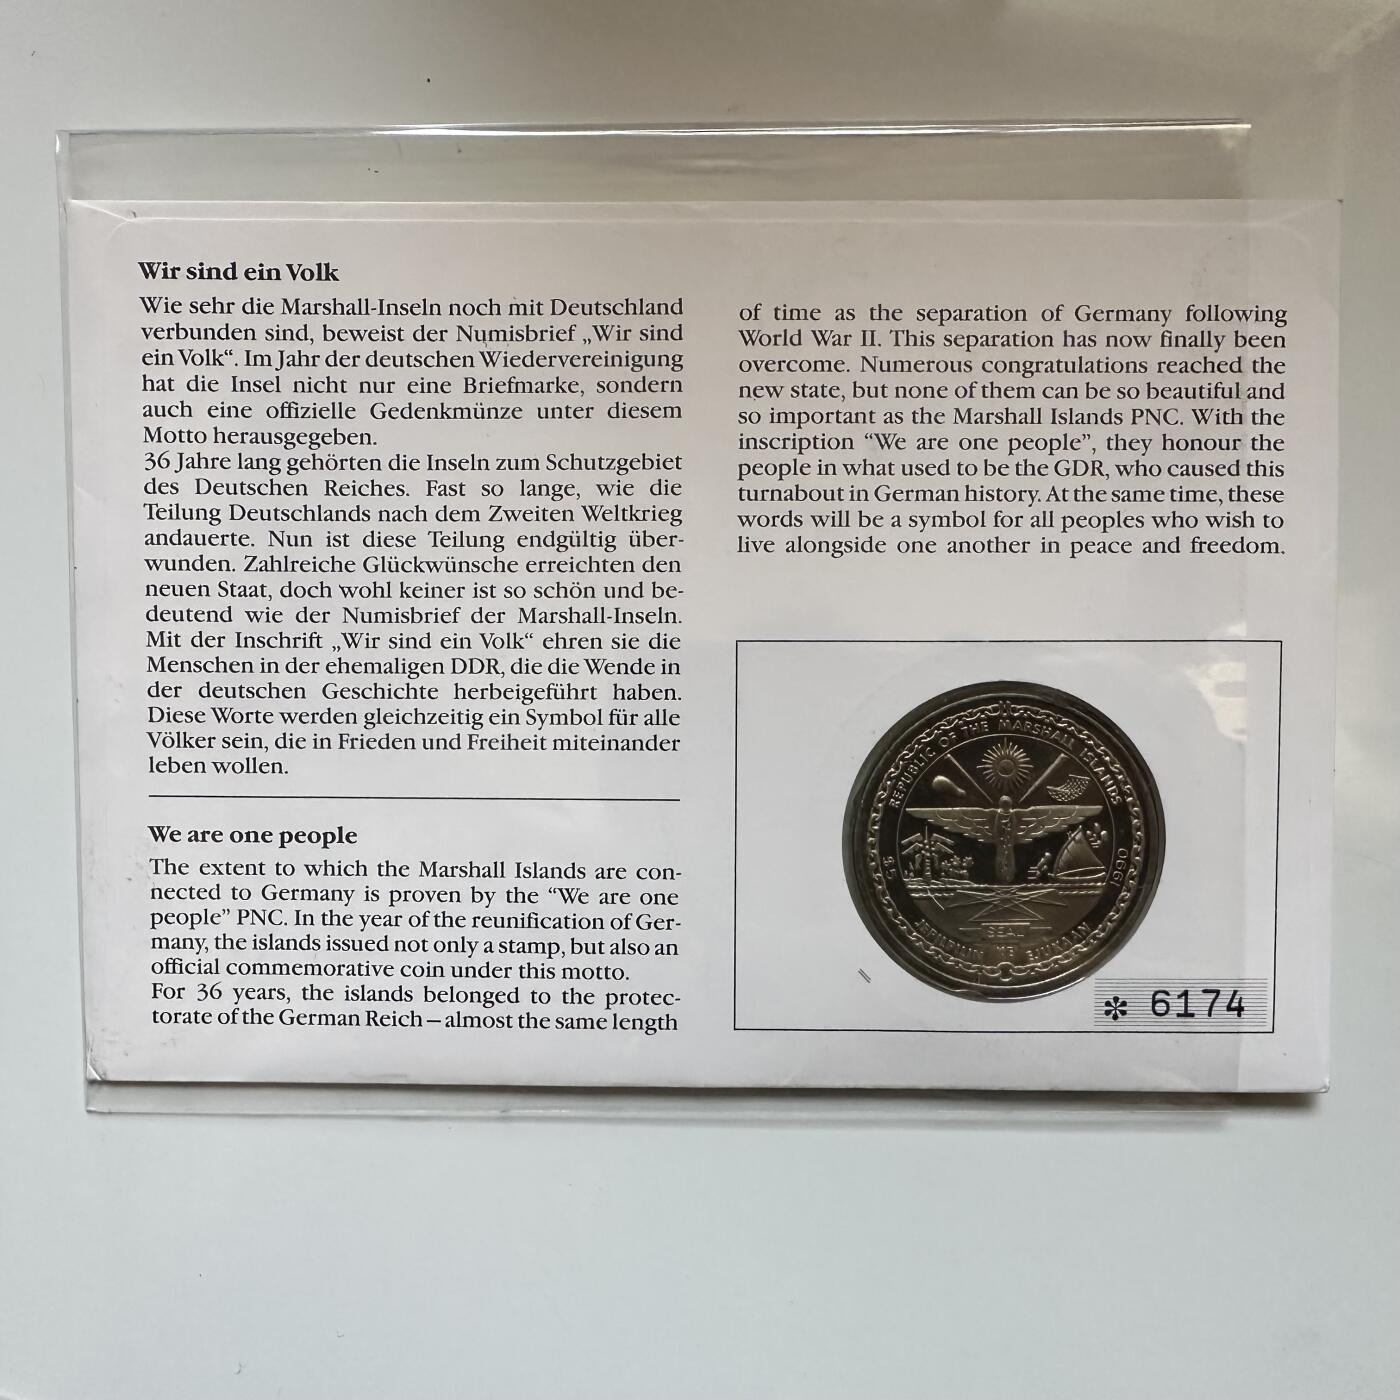 Wir sind ein Volk
Wie sehr die Marshall-Inseln noch mit Deutschland
verbunden sind, beweist der Numisbrief „Wir sind
ein Volk“. Im Jahr der deutschen Wiedervereinigung
hat die Insel nicht nur eine Briefmarke, sondern
auch eine offizielle Gedenkmünze unter diesem
Motto herausgegeben.
36 Jahre lang gehörten die Inseln zum Schutzgebiet
des Deutschen Reiches. Fast so lange, wie die
Teilung Deutschlands nach dem Zweiten Weltkrieg
andauerte. Nun ist diese Teilung endgültig über-
wunden. Zahlreiche Glückwünsche erreichten den
neuen Staat, doch wohl keiner ist so schön und be-
deutend wie der Numisbrief der Marshall-Inseln.
Mit der Inschrift „Wir sind ein Volk“ ehren sie die
Menschen in der ehemaligen DDR, die die Wende in
der deutschen Geschichte herbeigeführt haben.
Diese Worte werden gleichzeitig ein Symbol für alle
Völker sein, die in Frieden und Freiheit miteinander
leben wollen.
We are one people
The extent to which the Marshall Islands are con-
nected to Germany is proven by the “We are one
people” PNC. In the year of the reunification of Ger-
many, the islands issued not only a stamp, but also an
official commemorative coin under this motto.
For 36 years, the islands belonged to the protec-
torate of the German Reich – almost the same length
of time as the separation of Germany following
World War II. This separation has now finally been
overcome. Numerous congratulations reached the
new state, but none of them can be so beautiful and
so important as the Marshall Islands PNC. With the
inscription “We are one people”, they honour the
people in what used to be the GDR, who caused this
turnabout in German history. At the same time, these
words will be a symbol for all peoples who wish to
live alongside one another in peace and freedom.
REPUBLIC OF THE MARSHALL ISLANDS
$5
1990
SEAL
JEPILPILIN KE EJUKAAN
* 6174